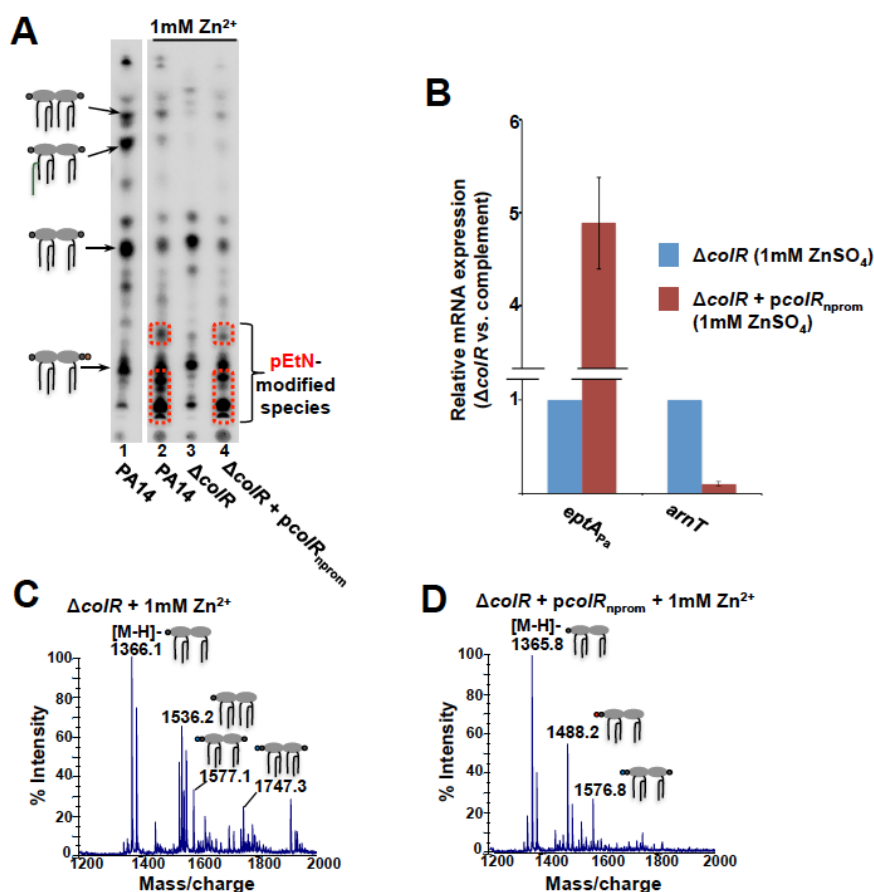 A
1mM Zn2+
pEtN-
modified
species
1 2 3 4
PA14
PA14
ΔcolR
ΔcolR + pcolRnprom
B
Relative mRNA expression
(ΔcolR vs. complement)
6
5
4
1
eptAPa
arnT
ΔcolR (1mM ZnSO4)
ΔcolR + pcolRnprom
(1mM ZnSO4)
C
ΔcolR + 1mM Zn2+
[M-H]-
1366.1
1536.2
1577.1
1747.3
% Intensity
100
80
60
40
20
0
1200 1400 1600 1800 2000
Mass/charge
D
ΔcolR + pcolRnprom + 1mM Zn2+
[M-H]-
1365.8
1488.2
1576.8
% Intensity
100
80
60
40
20
0
1200 1400 1600 1800 2000
Mass/charge